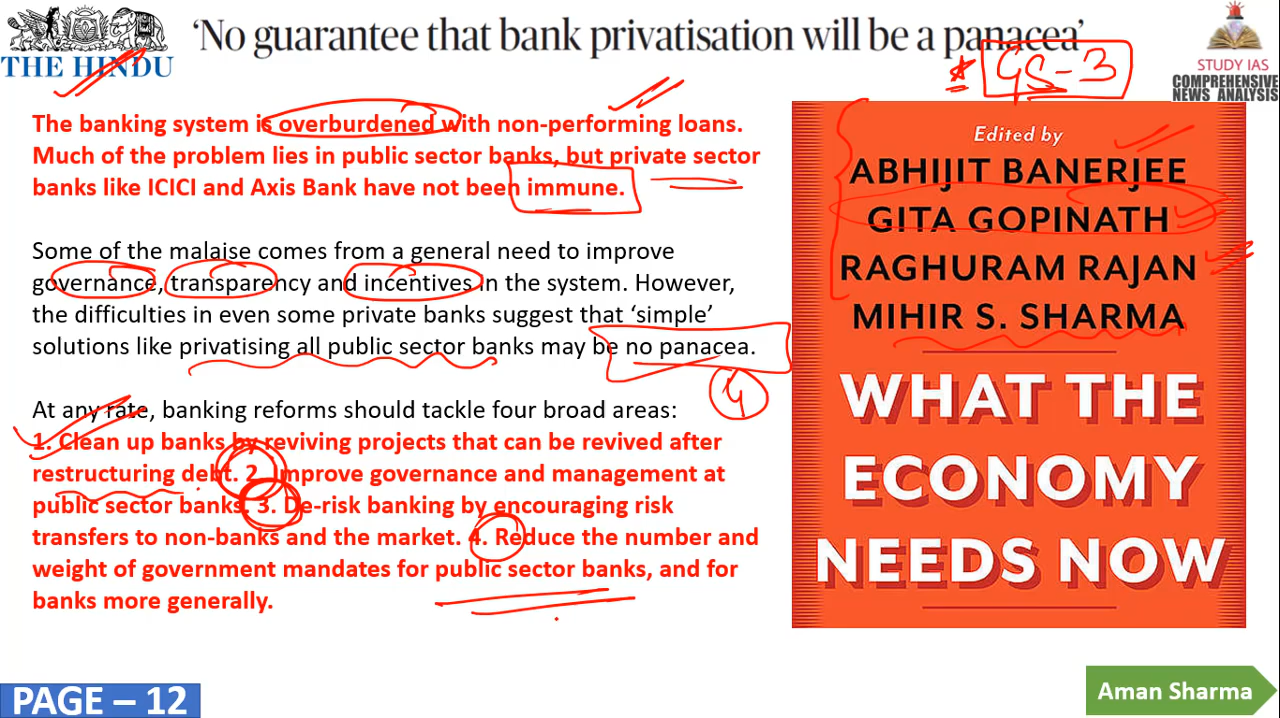 THE HINDU
‘No guarantee that bank privatisation will be a panacea’
GS-3
STUDY IAS
COMPREHENSIVE
NEWS ANALYSIS
The banking system is overburdened with non-performing loans.
Much of the problem lies in public sector banks, but private sector
banks like ICICI and Axis Bank have not been immune.
Some of the malaise comes from a general need to improve
governance, transparency and incentives in the system. However,
the difficulties in even some private banks suggest that ‘simple’
solutions like privatising all public sector banks may be no panacea.
4
At any rate, banking reforms should tackle four broad areas:
1. Clean up banks by reviving projects that can be revived after
restructuring debt. 2. Improve governance and management at
public sector banks. 3. De-risk banking by encouraging risk
transfers to non-banks and the market. 4. Reduce the number and
weight of government mandates for public sector banks, and for
banks more generally.
Edited by
ABHIJIT BANERJEE
GITA GOPINATH
RAGHURAM RAJAN
MIHIR S. SHARMA
WHAT THE
ECONOMY
NEEDS NOW
PAGE – 12
Aman Sharma